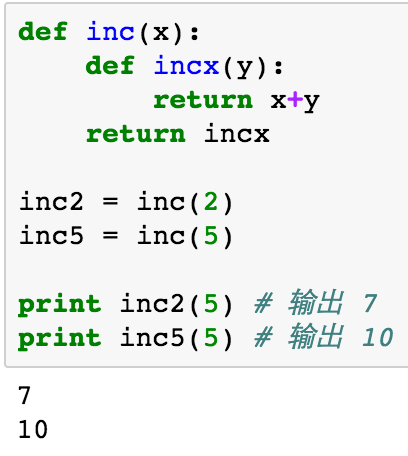 def inc(x):
    def incx(y):
        return x+y
    return incx

inc2 = inc(2)
inc5 = inc(5)

print inc2(5) # 输出 7
print inc5(5) # 输出 10
7
10